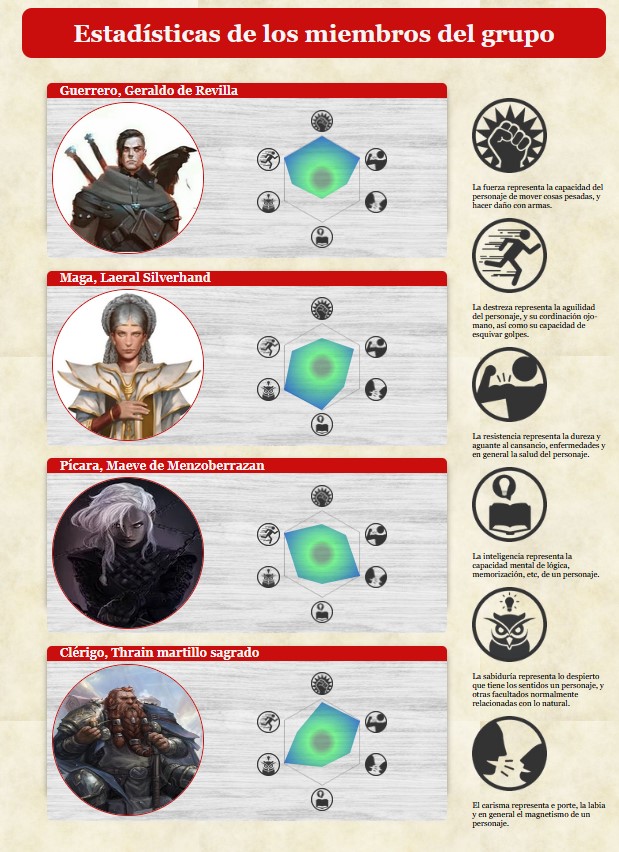 Estadísticas de los miembros del grupo
Guerrero, Geraldo de Revilla
Maga, Laeral Silverhand
Pícara, Maeve de Menzoberrazan
Clérigo, Thrain martillo sagrado
La fuerza representa la capacidad del
personaje de mover cosas pesadas, y
hacer daño con armas.
La destreza representa la aguilidad
del personaje, y su cordinación ojo-
mano, así como su capacidad de
esquivar golpes.
La resistencia representa la dureza y
aguante al cansancio, enfermedades y
en general la salud del personaje.
La inteligencia representa la
capacidad mental de lógica,
memorización, etc, de un personaje.
La sabiduría representa lo despierto
que tiene los sentidos un personaje, y
otras facultados normalmente
relacionadas con lo natural.
El carisma representa e porte, la labia
y en general el magnetismo de un
personaje.